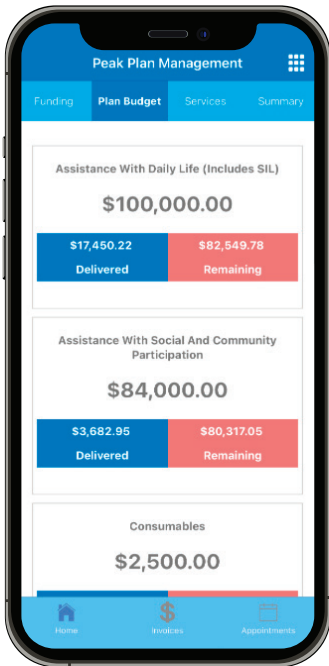 Peak Plan Management
Funding Plan Budget Services Summary
Assistance With Daily Life (Includes SIL)
$100,000.00
$17,450.22 $82,549.78
Delivered Remaining
Assistance With Social And Community
Participation
$84,000.00
$3,682.95 $80,317.05
Delivered Remaining
Consumables
$2,500.00
Home Invoices Appointments